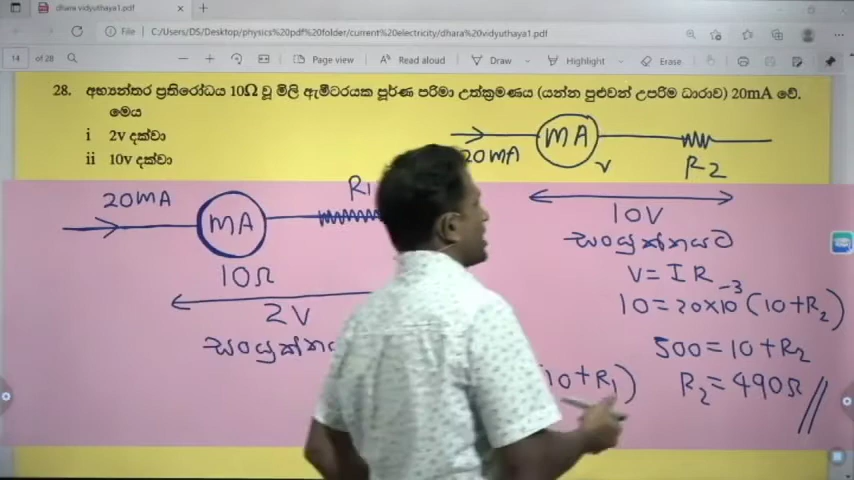 dhara vidyuthaya1.pdf
File C:/Users/DS/Desktop/physics%20pdf%20folder/current%20electricity/dhara%20vidyuthaya1.pdf
14 of 28 Page view Read aloud Draw Highlight Erase
28. අභ්‍යන්තර ප්‍රතිරෝධය 10Ω වූ මිලි ඇමීටරයක පූර්ණ පරිමා උත්ක්‍රමණය (යන්න පුළුවන් උපරිම ධාරාව) 20mA වේ.
මෙය
i 2v දක්වා
ii 10v දක්වා
20mA mA R1
10Ω
2V
(10+R1)
20mA mA V R2
10V
සංයුක්තයට
V=IR
10=20×10⁻³(10+R2)
500=10+R2
R2=490Ω